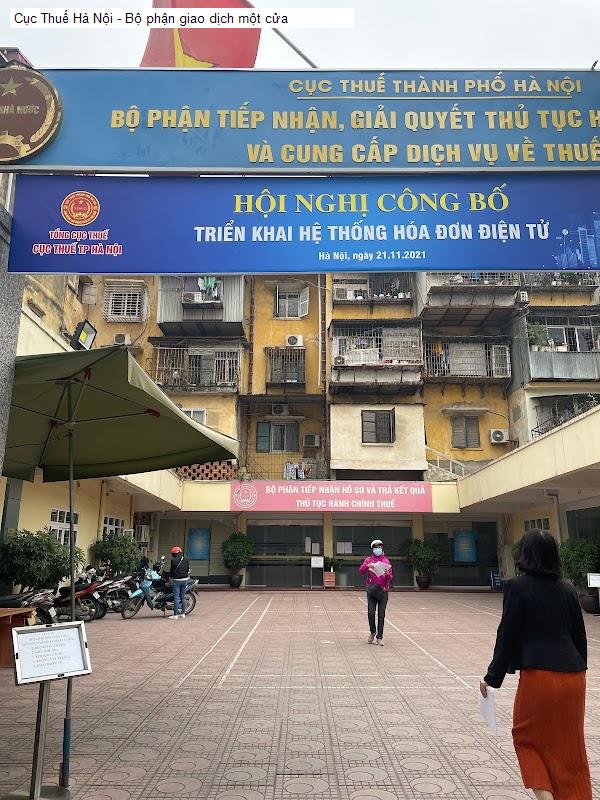 Cục Thuế Hà Nội - Bộ phận giao dịch một cửa
CỤC THUẾ THÀNH PHỐ HÀ NỘI
NHÀ NƯỚC
BỘ PHẬN TIẾP NHẬN, GIẢI QUYẾT THỦ TỤC H
VÀ CUNG CẤP DỊCH VỤ VỀ THUẾ
HỘI NGHỊ CÔNG BỐ
TRIỂN KHAI HỆ THỐNG HÓA ĐƠN ĐIỆN TỬ
TỔNG CỤC THUẾ
CỤC THUẾ TP HÀ NỘI
Hà Nội, ngày 21.11.2021
BỘ PHẬN TIẾP NHẬN HỒ SƠ VÀ TRẢ KẾT QUẢ
THỦ TỤC HÀNH CHÍNH THUẾ